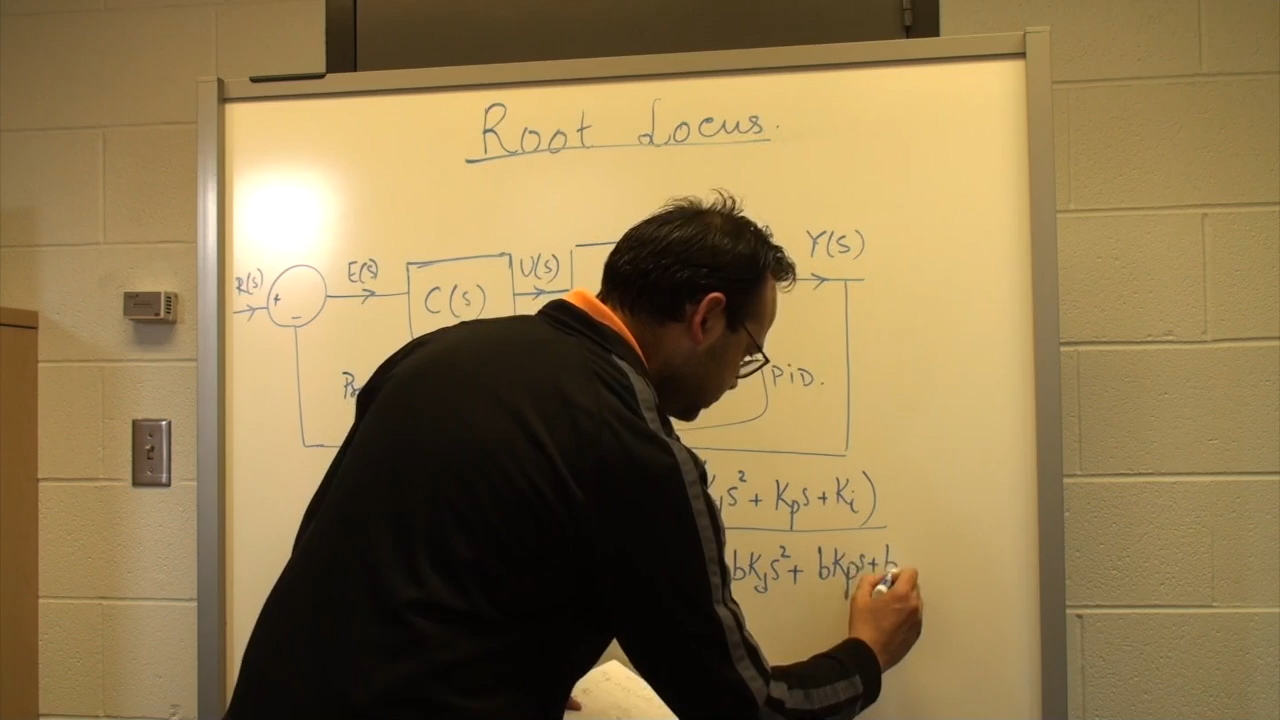 Root Locus.
R(s) E(s) C(s) U(s) Y(s)
+
−
PiD.
s² + Kps + Ki)
bKds² + bKps + b